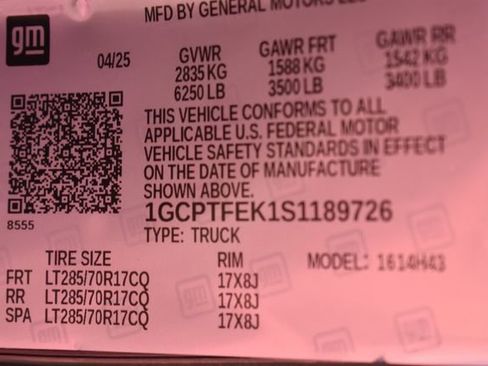 MFD BY GENERAL MOTORS LLC
gm
04/25
GVWR GAWR FRT GAWR RR
2835 KG 1588 KG 1542 KG
6250 LB 3500 LB 3400 LB
THIS VEHICLE CONFORMS TO ALL
APPLICABLE U.S. FEDERAL MOTOR
VEHICLE SAFETY STANDARDS IN EFFECT
ON THE DATE OF MANUFACTURE
SHOWN ABOVE.
1GCPTFEK1S1189726
8555
TYPE: TRUCK
TIRE SIZE RIM MODEL: 1614H43
FRT LT285/70R17CQ 17X8J
RR LT285/70R17CQ 17X8J
SPA LT285/70R17CQ 17X8J